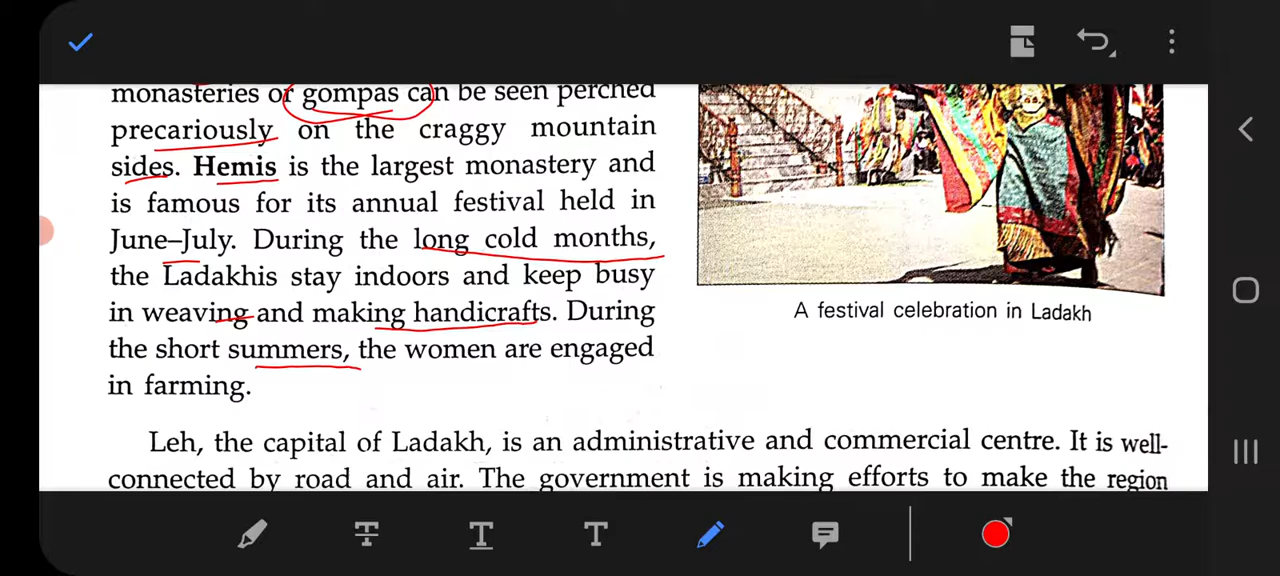 monasteries or gompas can be seen perched
precariously on the craggy mountain
sides. Hemis is the largest monastery and
is famous for its annual festival held in
June–July. During the long cold months,
the Ladakhis stay indoors and keep busy
in weaving and making handicrafts. During
the short summers, the women are engaged
in farming.
A festival celebration in Ladakh
Leh, the capital of Ladakh, is an administrative and commercial centre. It is well-
connected by road and air. The government is making efforts to make the region
T
T
T